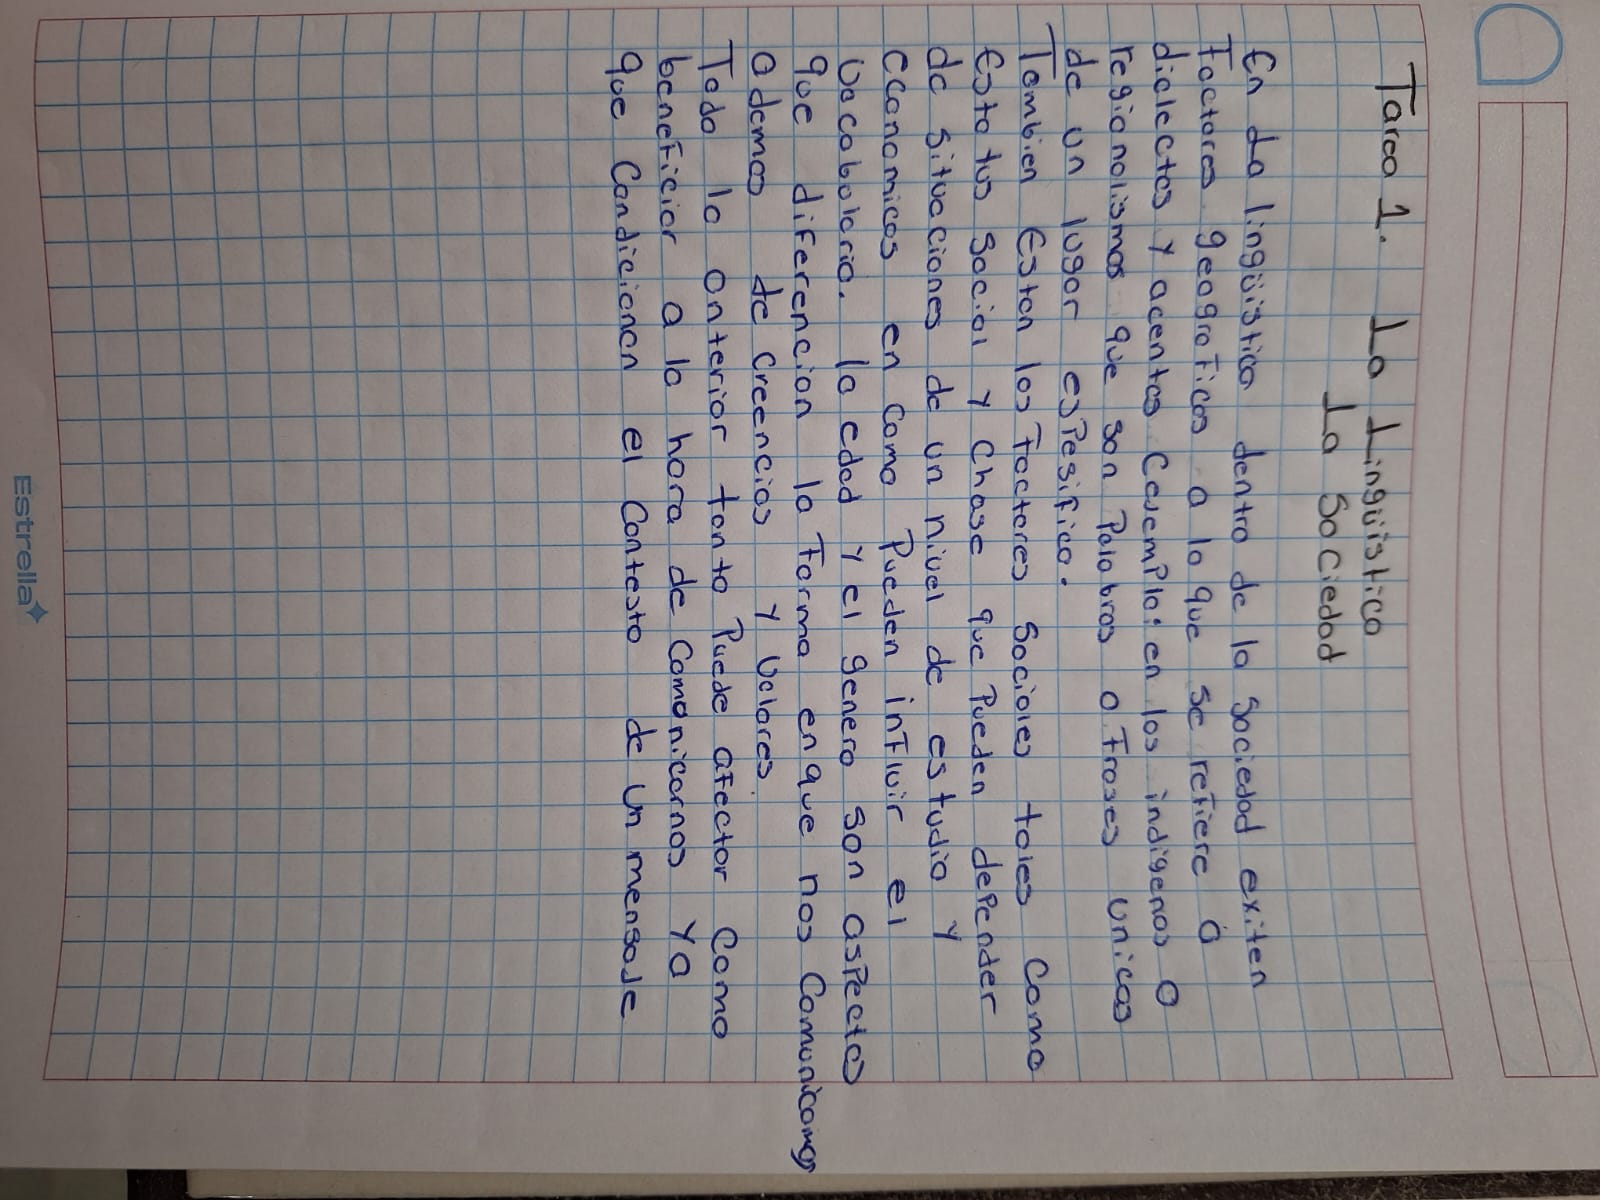 Tarea 1. La Lingüistica
La Sociedad
En La lingüistica dentro de la sociedad exiten
Factores geograficos a lo que se refiere a
dialectos y acentos Cejemplo: en los indigenas o
regionalismos que son Palabras o Frases unicas
de un lugar esPesifico.
Tambien Estan los Factores Sociales tales como
Estatus Social y Chase que Pueden dePender
de situaciones de un nivel de estudio y
economicos en como Pueden inFluir el
Vacabulario. la edad y el genero son asPectos
que diferencian la Forma en que nos Comunicamos
ademas de creencias y Valores.
Todo lo anterior tanto Puede aFectar Como
beneFiciar a la hora de Comunicarnos Ya
que Condicionan el Contesto de un mensaje
Estrella